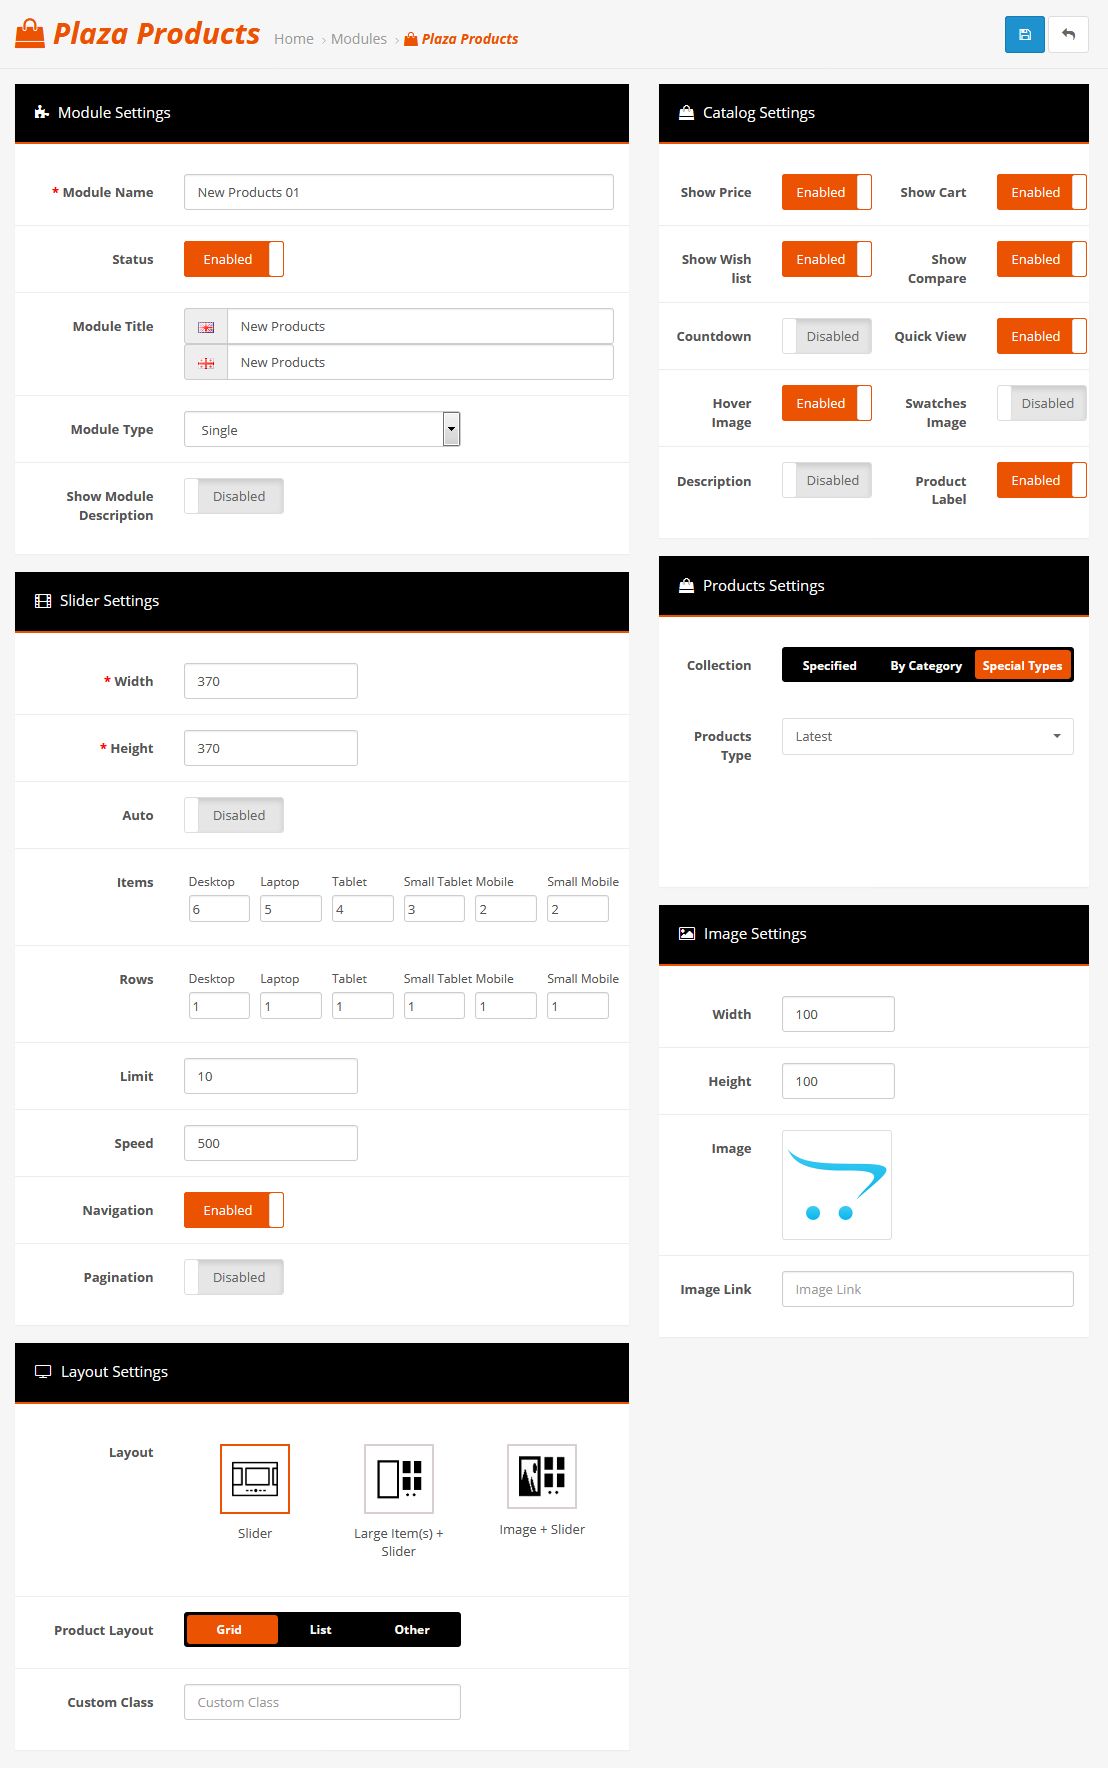 Plaza Products
Home › Modules › Plaza Products
Module Settings
* Module Name New Products 01
Status Enabled
Module Title New Products
New Products
Module Type Single
Show Module Description Disabled
Slider Settings
* Width 370
* Height 370
Auto Disabled
Items
Desktop Laptop Tablet Small Tablet Mobile Small Mobile
6 5 4 3 2 2
Rows
Desktop Laptop Tablet Small Tablet Mobile Small Mobile
1 1 1 1 1 1
Limit 10
Speed 500
Navigation Enabled
Pagination Disabled
Layout Settings
Layout
Slider
Large Item(s) +
Slider
Image + Slider
Product Layout Grid List Other
Custom Class Custom Class
Catalog Settings
Show Price Enabled Show Cart Enabled
Show Wish list Enabled Show Compare Enabled
Countdown Disabled Quick View Enabled
Hover Image Enabled Swatches Image Disabled
Description Disabled Product Label Enabled
Products Settings
Collection Specified By Category Special Types
Products Type Latest
Image Settings
Width 100
Height 100
Image
Image Link Image Link